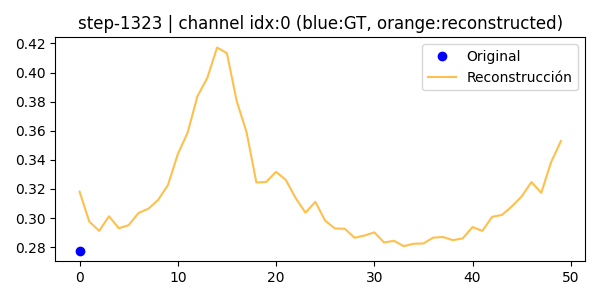 step-1323 | channel idx:0 (blue:GT, orange:reconstructed)
Original
Reconstrucción
0.42
0.40
0.38
0.36
0.34
0.32
0.30
0.28
0 10 20 30 40 50